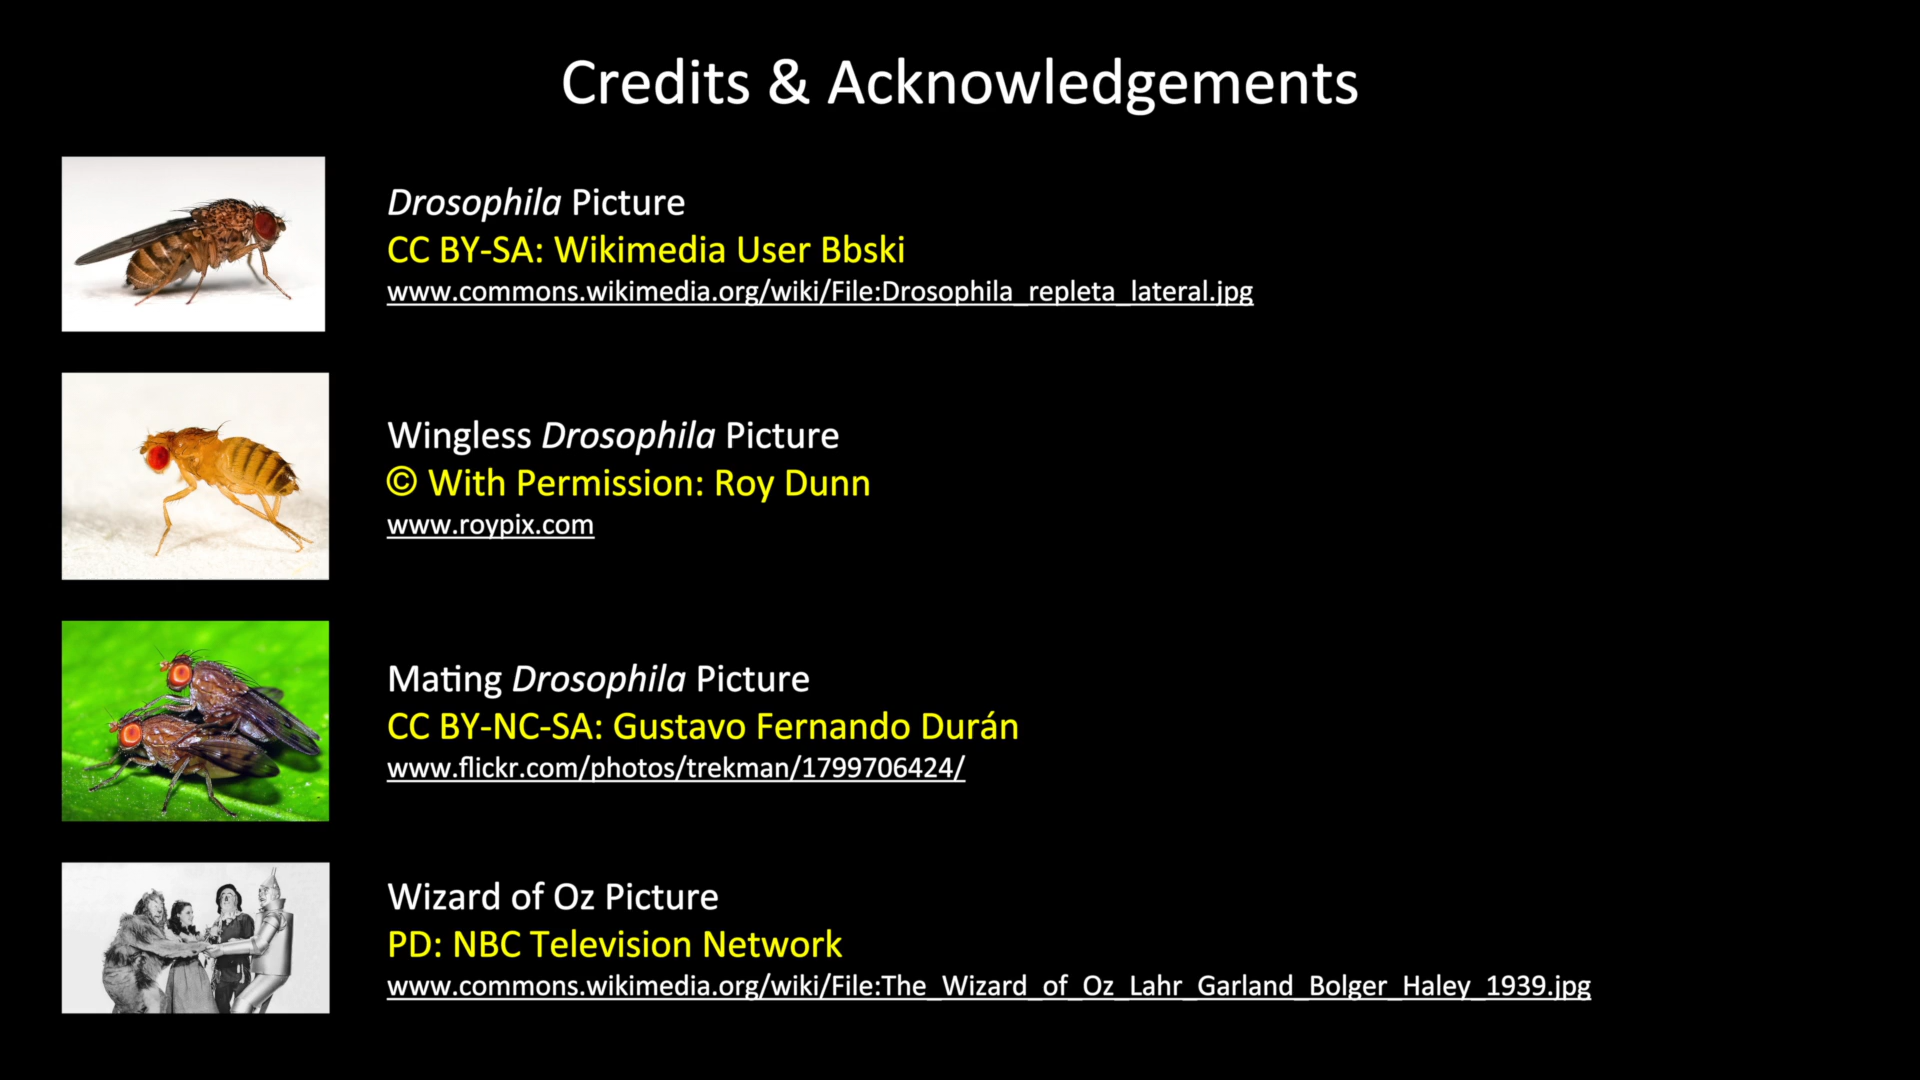 Credits & Acknowledgements
Drosophila Picture
CC BY-SA: Wikimedia User Bbski
www.commons.wikimedia.org/wiki/File:Drosophila_repleta_lateral.jpg
Wingless Drosophila Picture
© With Permission: Roy Dunn
www.roypix.com
Mating Drosophila Picture
CC BY-NC-SA: Gustavo Fernando Durán
www.flickr.com/photos/trekman/1799706424/
Wizard of Oz Picture
PD: NBC Television Network
www.commons.wikimedia.org/wiki/File:The_Wizard_of_Oz_Lahr_Garland_Bolger_Haley_1939.jpg